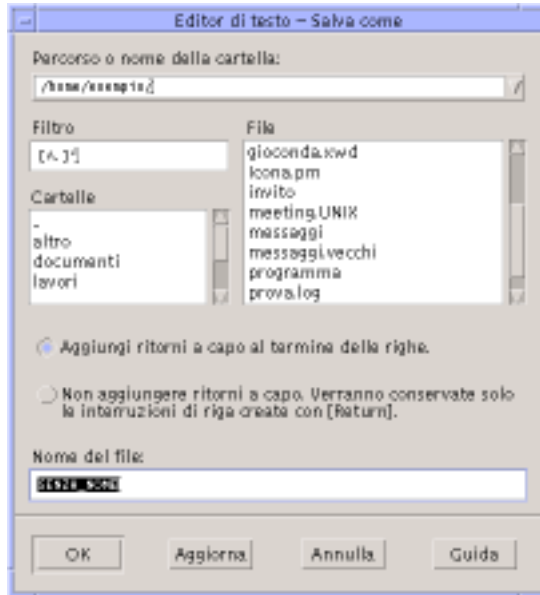 Editor di testo – Salva come
Percorso o nome della cartella:
/home/esempio/
Filtro
File
[^.]*
gioconda.xwd
Icona.pm
invito
meeting.UNIX
messaggi
messaggi.vecchi
programma
prova.log
Cartelle
..
altro
documenti
lavori
Aggiungi ritorni a capo al termine delle righe.
Non aggiungere ritorni a capo. Verranno conservate solo
le interruzioni di riga create con [Return].
Nome del file:
SENZA_NOME
OK
Aggiorna
Annulla
Guida